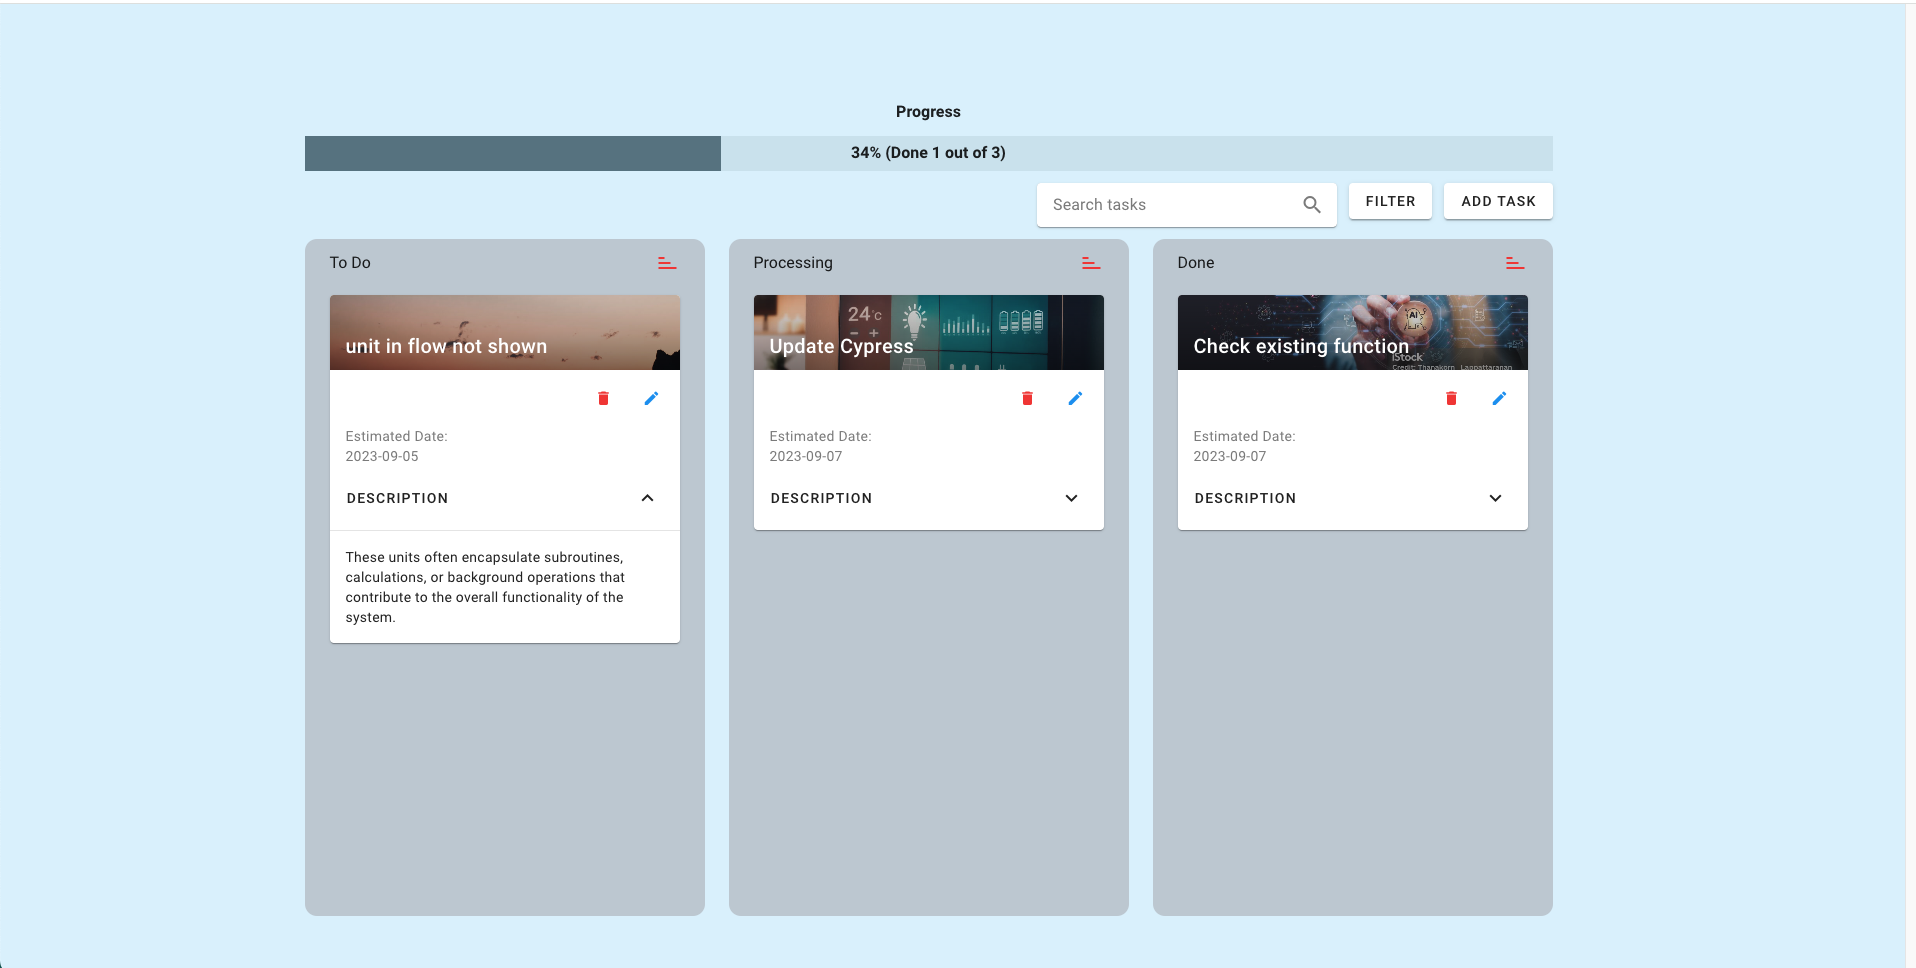 Progress
34% (Done 1 out of 3)
Search tasks
FILTER
ADD TASK
To Do
unit in flow not shown
Estimated Date:
2023-09-05
DESCRIPTION
These units often encapsulate subroutines,
calculations, or background operations that
contribute to the overall functionality of the
system.
Processing
24°c
- +
Update Cypress
Estimated Date:
2023-09-07
DESCRIPTION
Done
AI
Check existing function
iStock
Credit: Thanakorn Lappattaranan
Estimated Date:
2023-09-07
DESCRIPTION